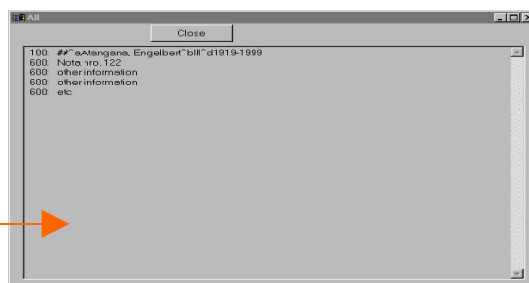 All
Close
100: ##^aAtangana, Engelbert^bIII^d1919-1999
600: Nota nro. 122
600: other information
600: other information
600: etc